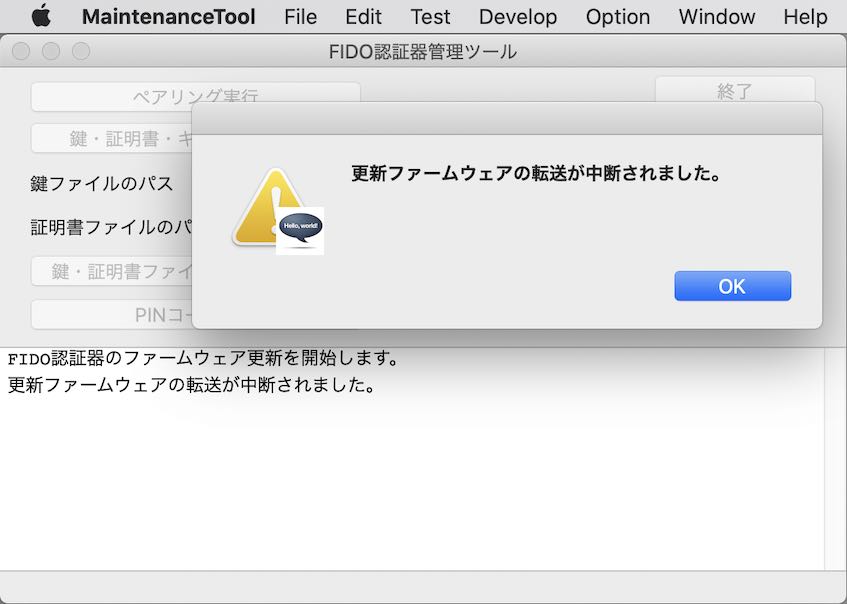 MaintenanceTool File Edit Test Develop Option Window Help
FIDO認証器管理ツール
ペアリング実行
終了
鍵・証明書・キ
鍵ファイルのパス
証明書ファイルのパ
鍵・証明書ファイ
PINコー
更新ファームウェアの転送が中断されました。
Hello, world!
OK
FIDO認証器のファームウェア更新を開始します。
更新ファームウェアの転送が中断されました。